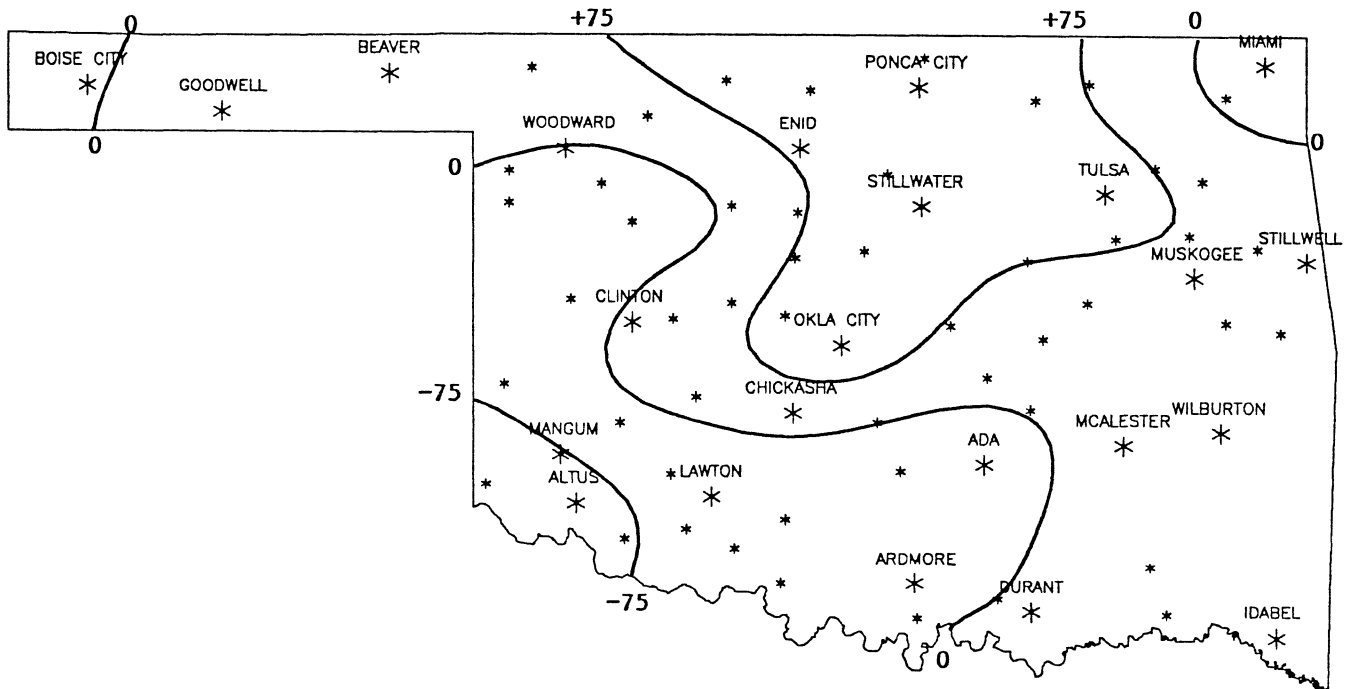 0
+75
+75
0
BOISE CITY
BEAVER
PONCA CITY
MIAMI
GOODWELL
WOODWARD
ENID
0
0
0
STILLWATER
TULSA
MUSKOGEE
STILLWELL
CLINTON
OKLA CITY
-75
CHICKASHA
MANGUM
MCALESTER
WILBURTON
ADA
ALTUS
LAWTON
ARDMORE
DURANT
-75
IDABEL
0